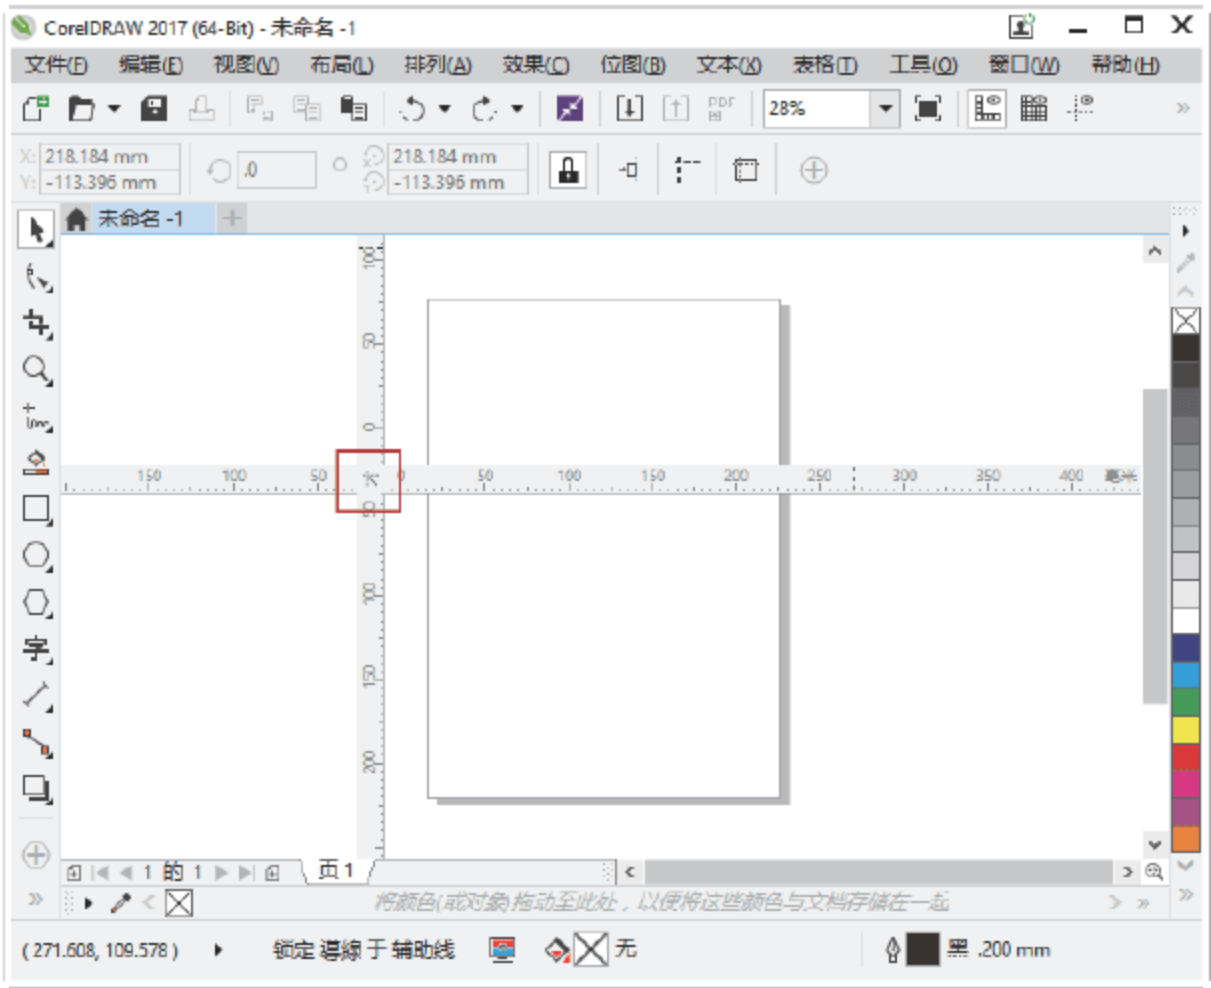 CorelDRAW 2017 (64-Bit) - 未命名 -1
文件(F) 编辑(E) 视图(V) 布局(L) 排列(A) 效果(C) 位图(B) 文本(X) 表格(T) 工具(O) 窗口(W) 帮助(H)
PDF 28%
X: 218.184 mm .0 218.184 mm
Y: -113.396 mm -113.396 mm
未命名 -1
100
50
0
150 100 50 0 50 100 150 200 250 300 350 400 毫米
50
100
字
150
200
1 的 1 页 1
将颜色(或对象)拖动至此处，以便将这些颜色与文档存储在一起
( 271.608, 109.578 ) 锁定 導線 于 辅助线 无 黑 .200 mm